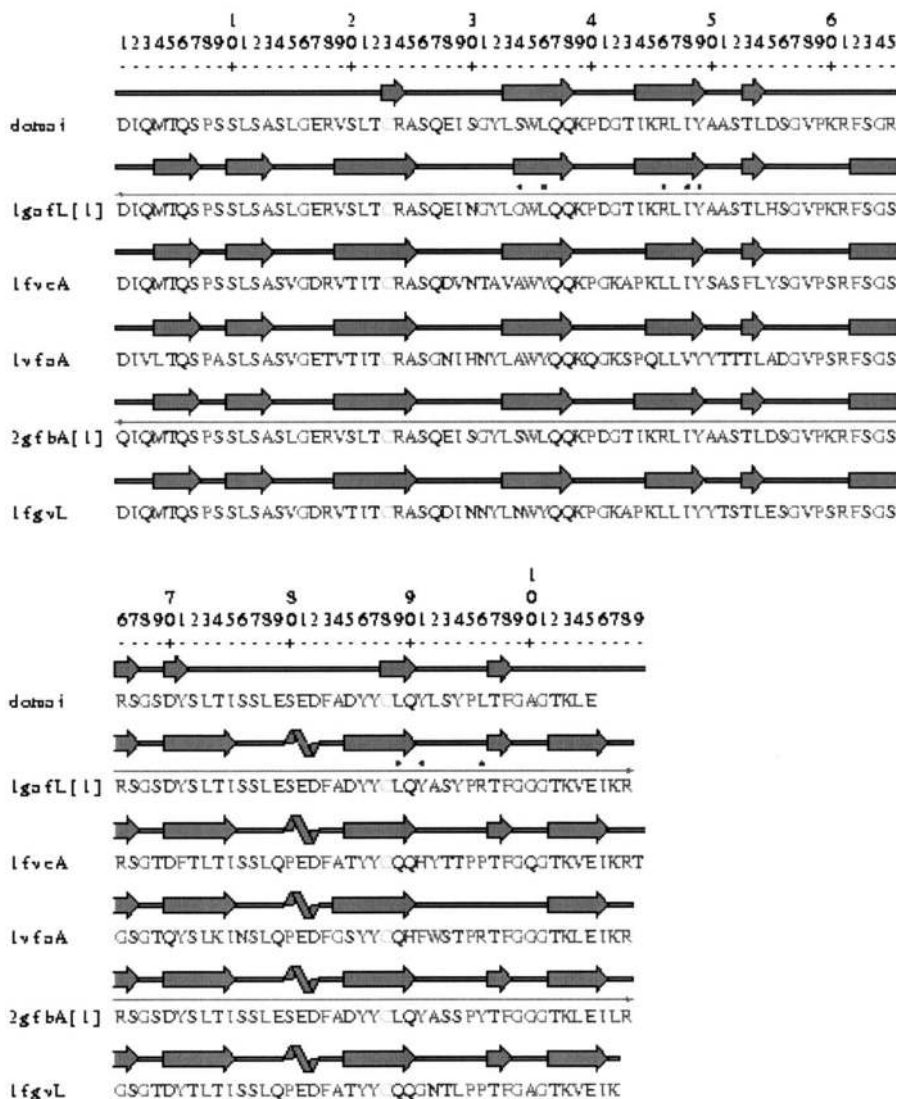 1 2 3 4 5 6
12345678901234567890123456789012345678901234567890123456789012345
domai DIQMTQSPSSLSASLGERVSLTCRASQEISGYLSWLQQKPDGTIKRLIYAASTLDSGVPKRFSGR
1gafL[1] DIQMTQSPSSLSASLGERVSLTCRASQEINGYLGWLQQKPDGTIKRLIYAASTLHSGVPKRFSGS
1fvcA DIQMTQSPSSLSASVGDRVTITCRASQDVNTAVAWYQQKPGKAPKLLIYSASFLYSGVPSRFSGS
1vfaA DIVLTQSPASLSASVGETVTITCRASGNIHNYLAWYQQKQGKSPQLLVYYTTTLADGVPSRFSGS
2gfbA[1] QIQMTQSPSSLSASLGERVSLTCRASQEISGYLSWLQQKPDGTIKRLIYAASTLDSGVPKRFSGS
1fgvL DIQMTQSPSSLSASVGDRVTITCRASQDINNYLNWYQQKPGKAPKLLIYYTSTLESGVPSRFSGS
1
7 8 9 0
67890123456789012345678901234567890123456789
domai RSGSDYSLTISSLESEDFADYYCLQYLSYPLTFGAGTKLE
1gafL[1] RSGSDYSLTISSLESEDFADYYCLQYASYPRTFGGGTKVEIKR
1fvcA RSGTDFTLTISSLQPEDFATYYCQQHYTTPPTFGQGTKVEIKRT
1vfaA GSGTQYSLKINSLQPEDFGSYYCQHFWSTPRTFGGGTKLEIKR
2gfbA[1] RSGSDYSLTISSLESEDFADYYCLQYASSPYTFGGGTKLEILR
1fgvL GSGTDYTLTISSLQPEDFATYYCQQGNTLPPTFGAGTKVEIK